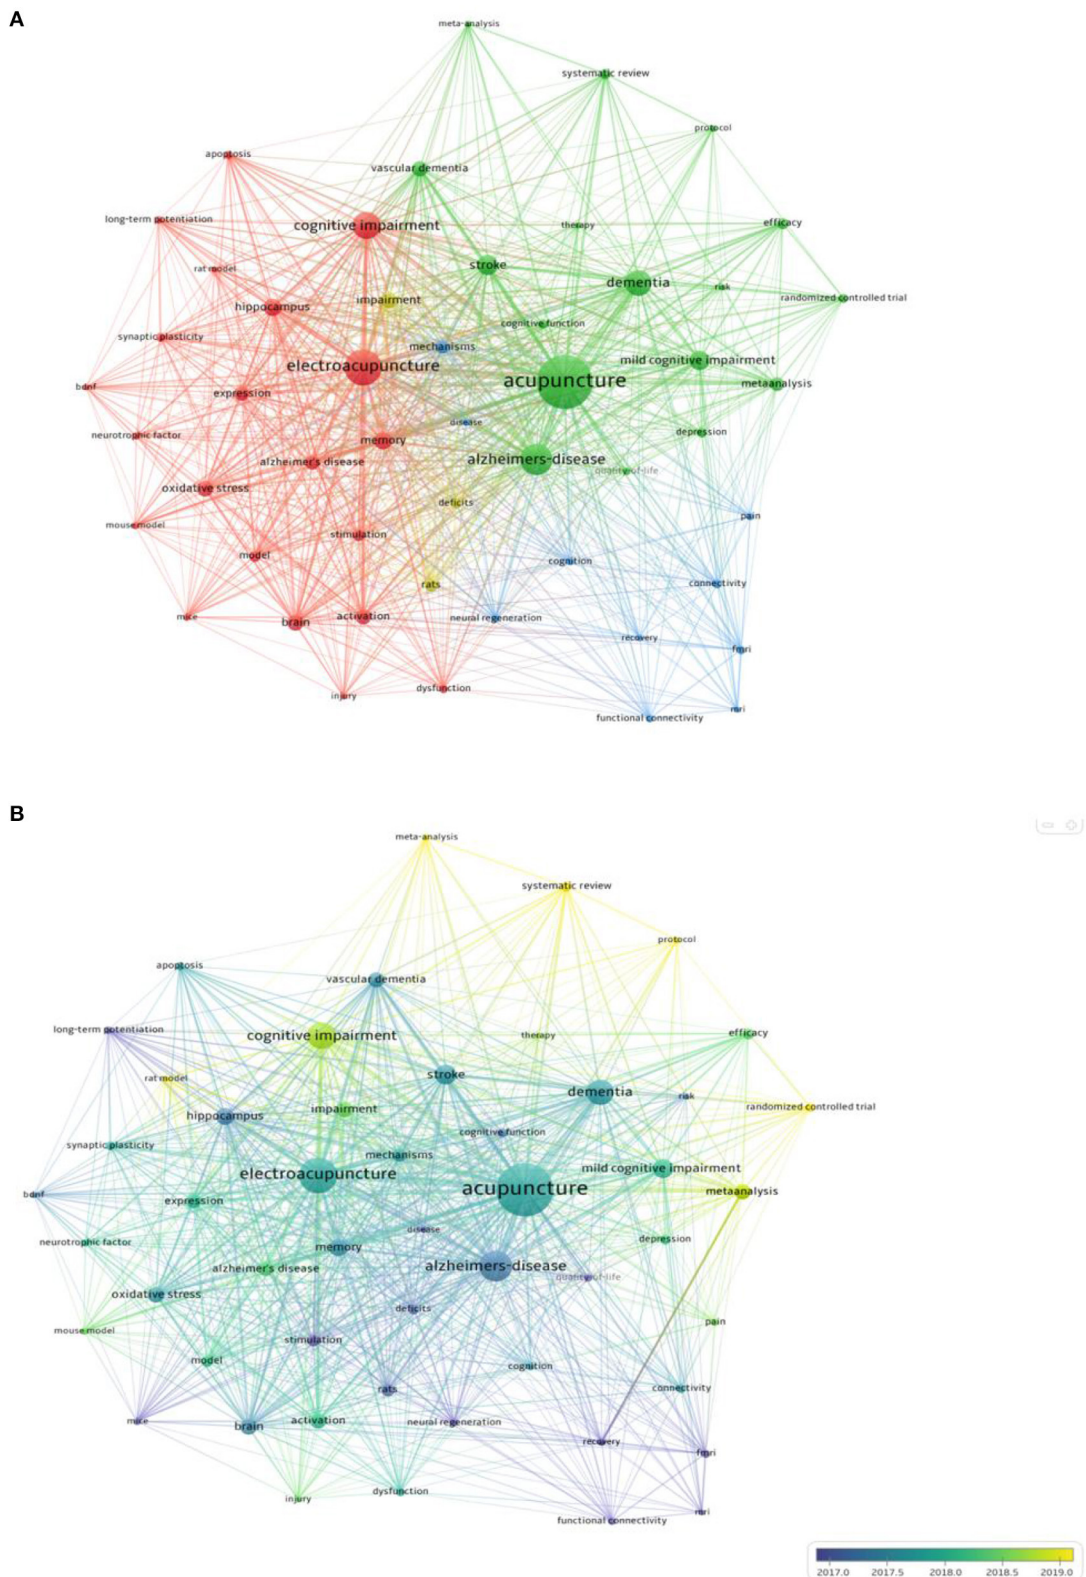 A
meta-analysis
systematic review
protocol
apoptosis
vascular dementia
long-term potentiation
cognitive impairment
therapy
efficacy
rat model
stroke
dementia
risk
randomized controlled trial
hippocampus
impairment
cognitive function
synaptic plasticity
mechanisms
electroacupuncture
mild cognitive impairment
acupuncture
metaanalysis
bdnf
expression
disease
depression
neurotrophic factor
memory
alzheimer's disease
alzheimers-disease
quality-of-life
oxidative stress
deficits
pain
mouse model
stimulation
model
cognition
connectivity
rats
mice
brain
activation
neural regeneration
recovery
fmri
injury
dysfunction
mri
functional connectivity
B
meta-analysis
systematic review
protocol
apoptosis
vascular dementia
long-term potentiation
cognitive impairment
therapy
efficacy
rat model
stroke
dementia
risk
randomized controlled trial
hippocampus
impairment
cognitive function
synaptic plasticity
mechanisms
electroacupuncture
mild cognitive impairment
acupuncture
metaanalysis
bdnf
expression
disease
depression
neurotrophic factor
memory
alzheimer's disease
alzheimers-disease
quality-of-life
oxidative stress
deficits
pain
mouse model
stimulation
model
cognition
connectivity
rats
mice
brain
activation
neural regeneration
recovery
fmri
injury
dysfunction
mri
functional connectivity
2017.0 2017.5 2018.0 2018.5 2019.0